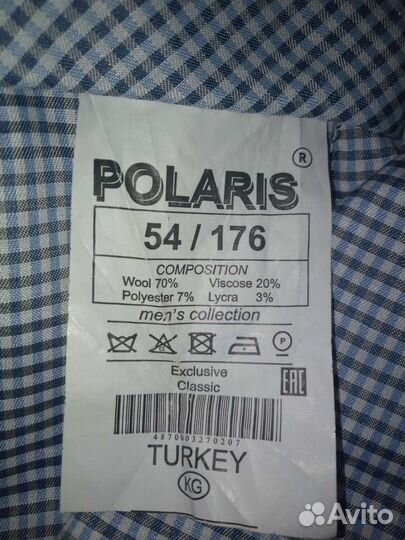 POLARIS ®
54 / 176
COMPOSITION
Wool 70% Viscose 20%
Polyester 7% Lycra 3%
men's collection
P
Exclusive
Classic
EAC
4870003270207
TURKEY
KG
Avito